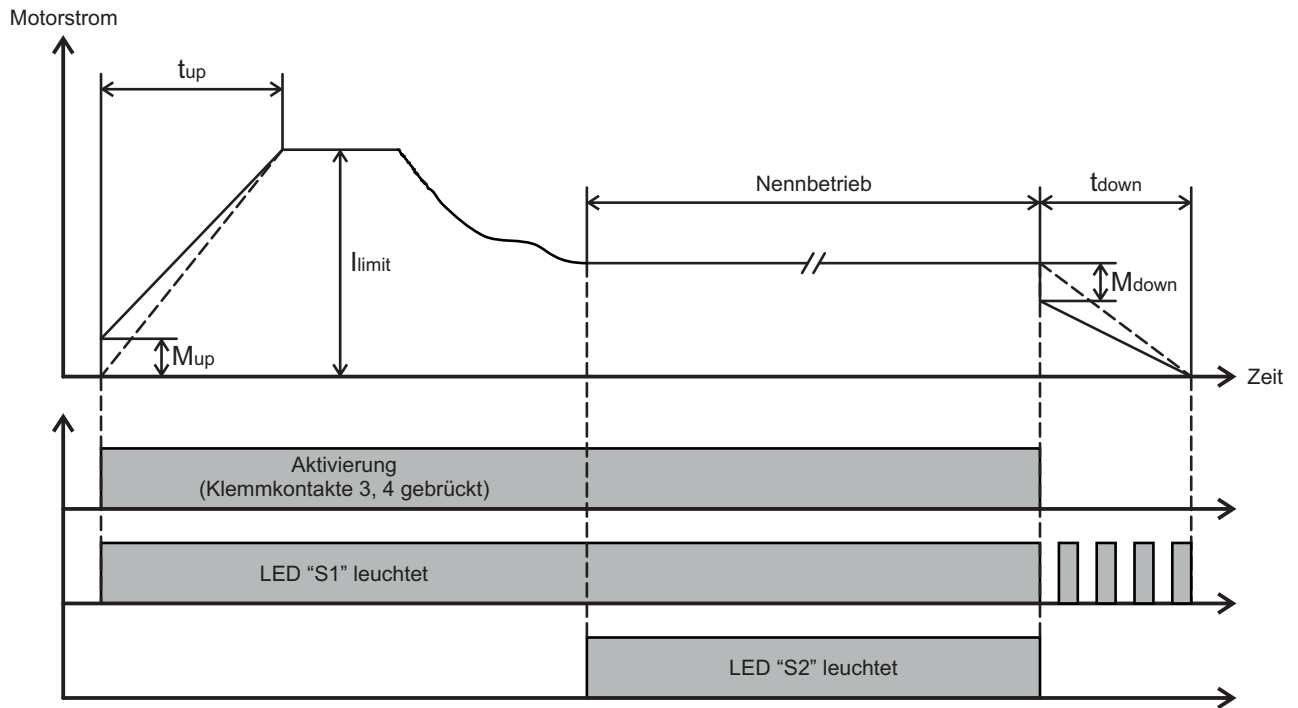 Motorstrom
tup
Nennbetrieb
tdown
Ilimit
Mdown
Mup
Zeit
Aktivierung
(Klemmkontakte 3, 4 gebrückt)
LED “S1” leuchtet
LED “S2” leuchtet